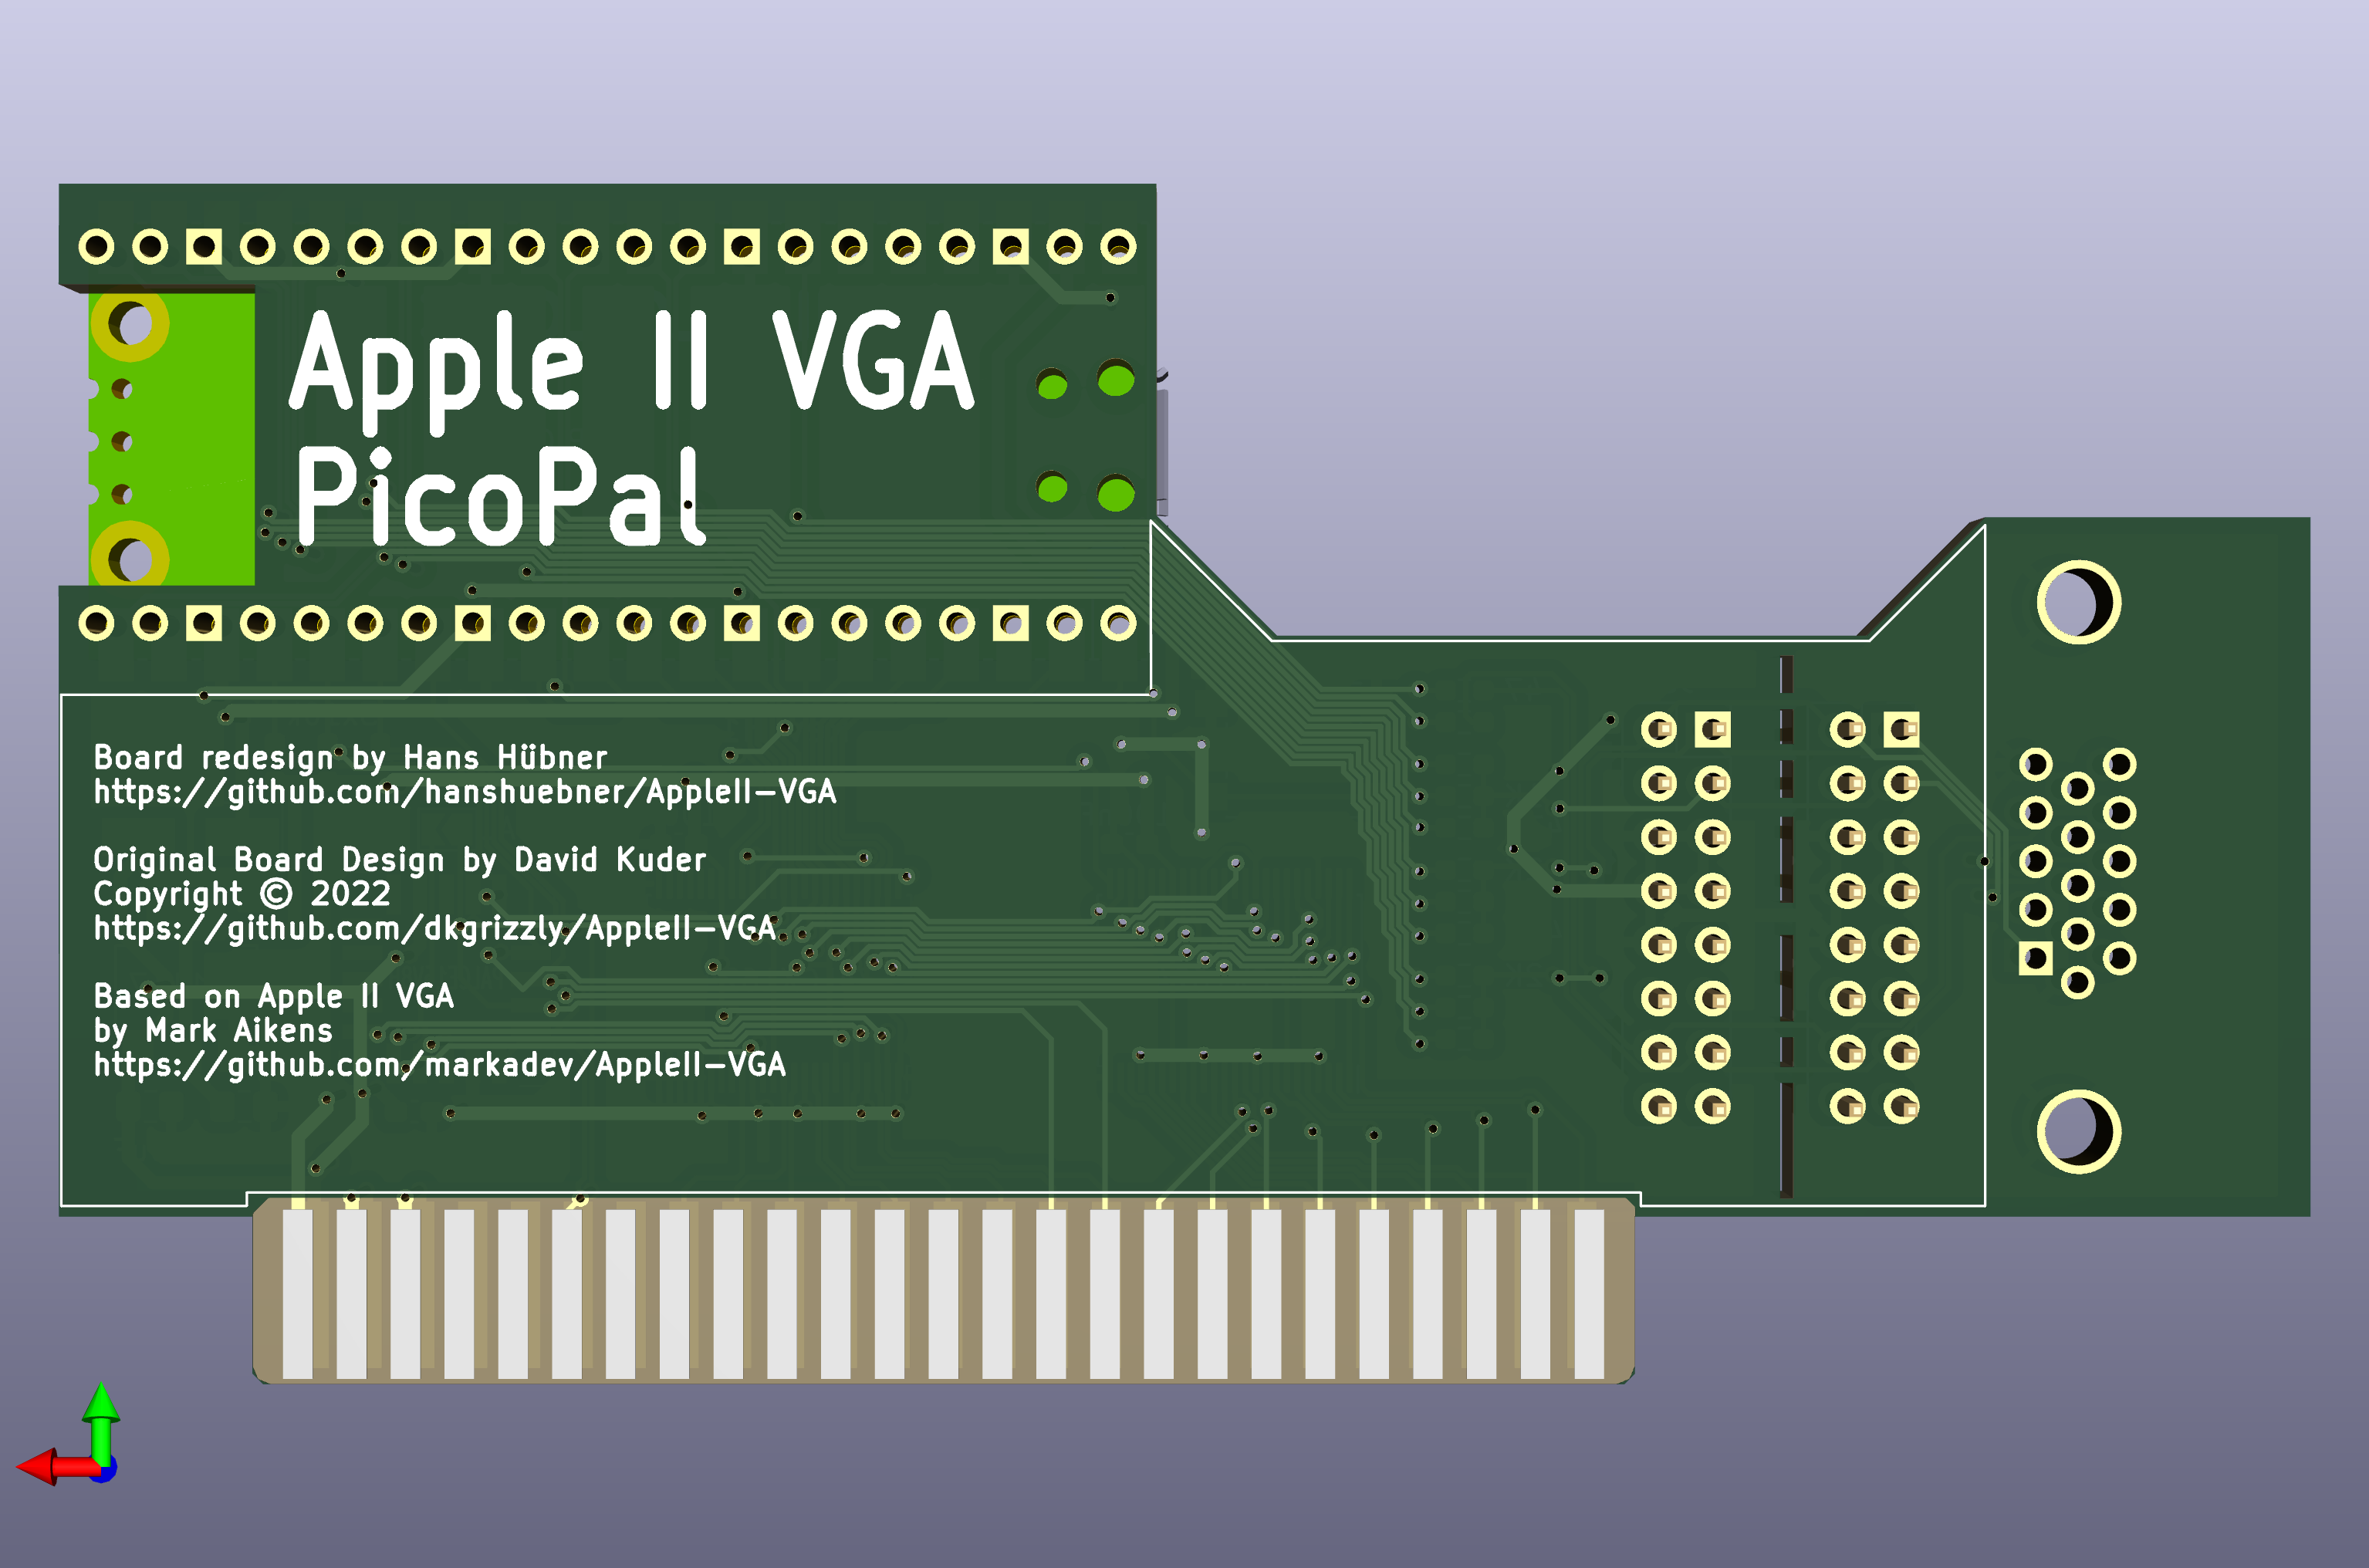 Apple II VGA
PicoPal
Board redesign by Hans Hübner
https://github.com/hanshuebner/AppleII-VGA
Original Board Design by David Kuder
Copyright © 2022
https://github.com/dkgrizzly/AppleII-VGA
Based on Apple II VGA
by Mark Aikens
https://github.com/markadev/AppleII-VGA